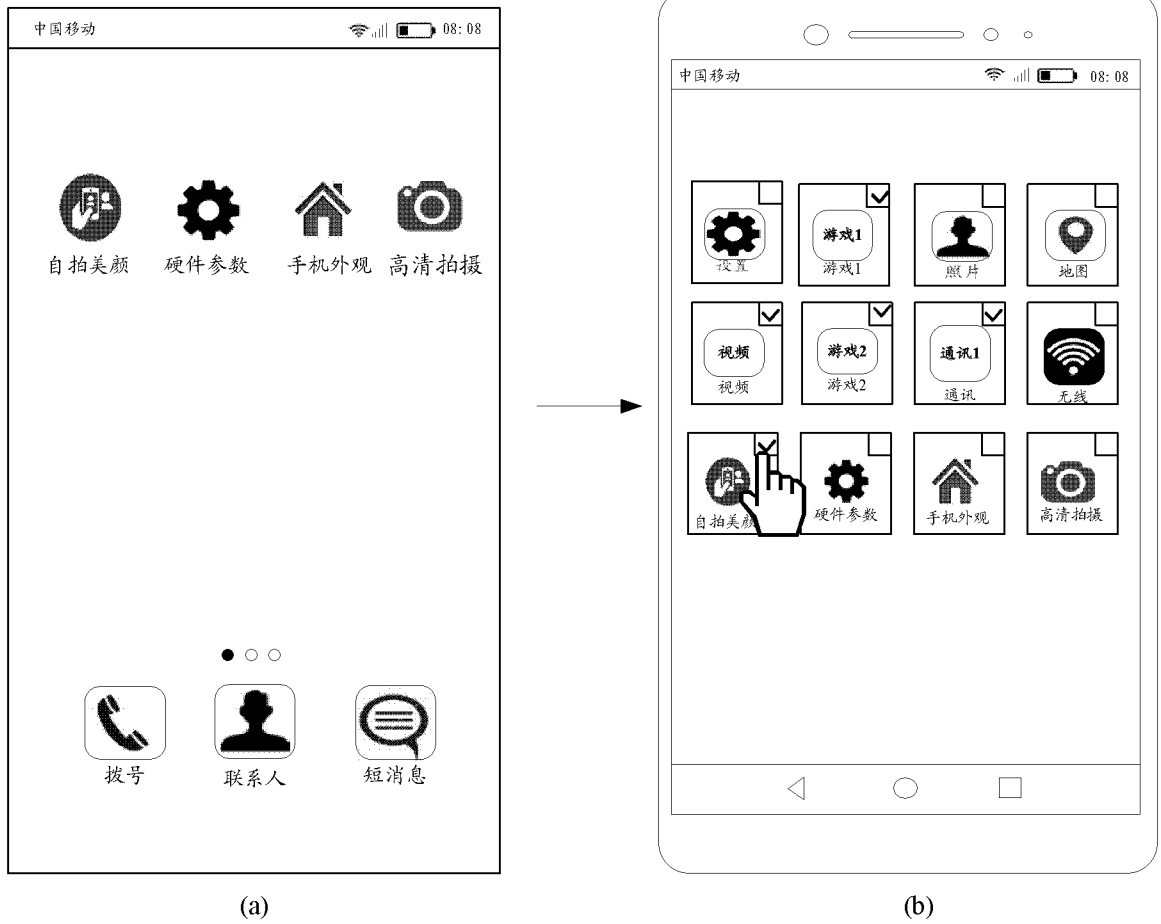 中国移动 08:08
自拍美颜 硬件参数 手机外观 高清拍摄
拨号 联系人 短消息
(a)
中国移动 08:08
设置 游戏1 游戏1 照片 地图
视频 视频 游戏2 游戏2 通讯1 通讯 无线
自拍美颜 硬件参数 手机外观 高清拍摄
(b)